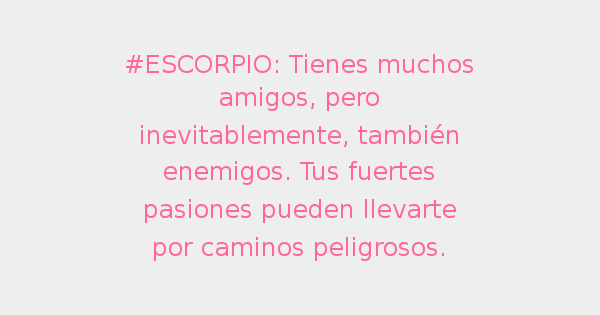 #ESCORPIO: Tienes muchos
amigos, pero
inevitablemente, también
enemigos. Tus fuertes
pasiones pueden llevarte
por caminos peligrosos.